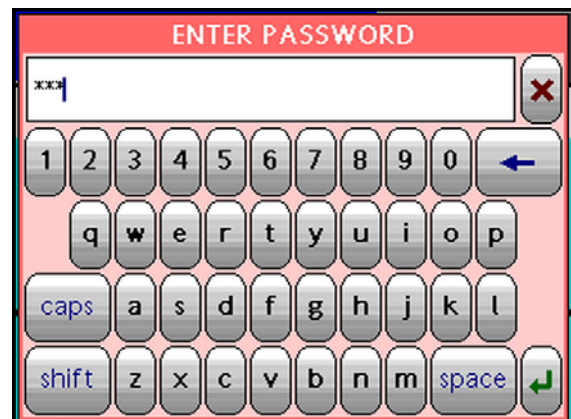 ENTER PASSWORD
***
1 2 3 4 5 6 7 8 9 0
q w e r t y u i o p
caps a s d f g h j k l
shift z x c v b n m space